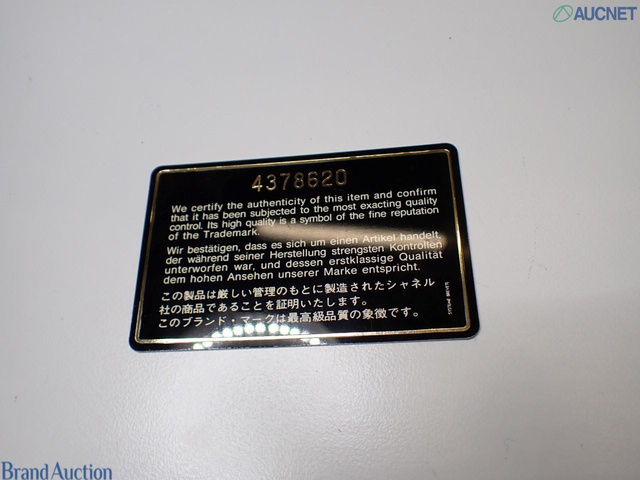 AUCNET
4378620
We certify the authenticity of this item and confirm
that it has been subjected to the most exacting quality
control. Its high quality is a symbol of the fine reputation
of the Trademark.
Wir bestätigen, dass es sich um einen Artikel handelt,
der während seiner Herstellung strengsten Kontrollen
unterworfen war, und dessen erstklassige Qualität
dem hohen Ansehen unserer Marke entspricht.
この製品は厳しい管理のもとに製造されたシャネル
社の商品であることを証明いたします。
このブランド・マークは最高級品質の象徴です。
Brand Auction